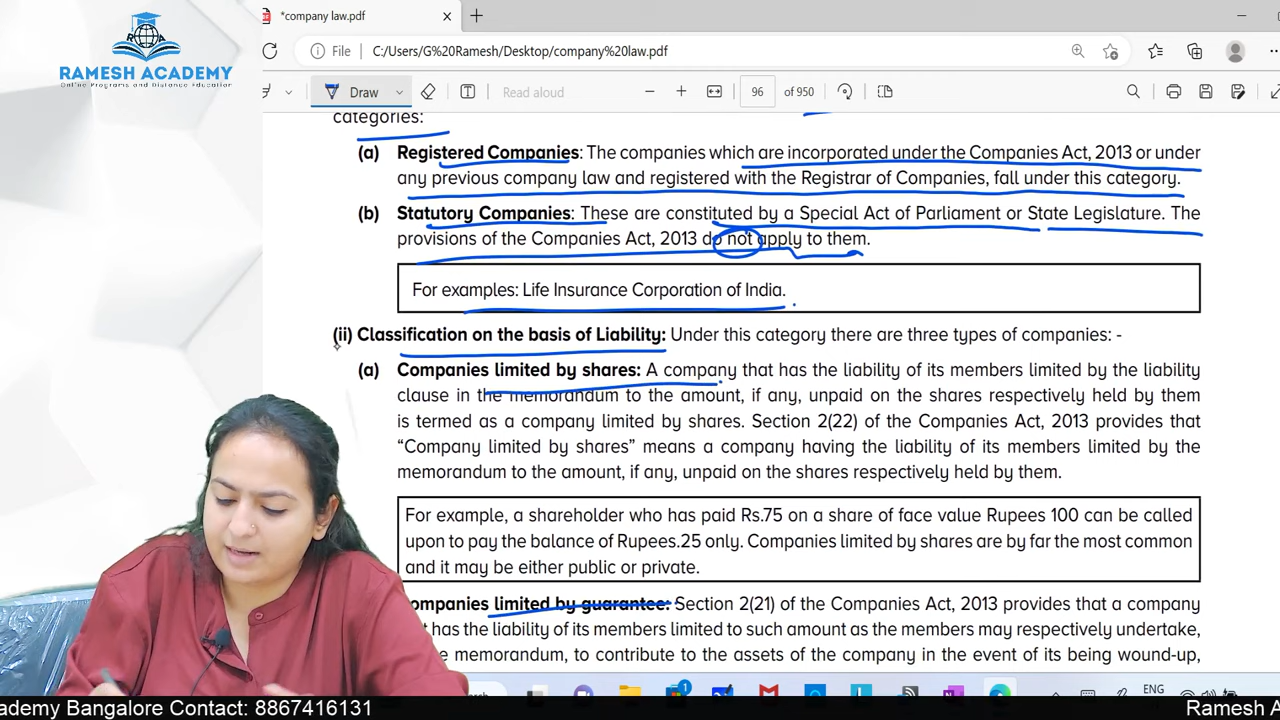 *company law.pdf
File
C:/Users/G%20Ramesh/Desktop/company%20law.pdf
RAMESH ACADEMY
Online Programs and Distance Education
Draw
Read aloud
96 of 950
categories:
(a) Registered Companies: The companies which are incorporated under the Companies Act, 2013 or under
any previous company law and registered with the Registrar of Companies, fall under this category.
(b) Statutory Companies: These are constituted by a Special Act of Parliament or State Legislature. The
provisions of the Companies Act, 2013 do not apply to them.
For examples: Life Insurance Corporation of India.
(ii) Classification on the basis of Liability: Under this category there are three types of companies: -
(a) Companies limited by shares: A company that has the liability of its members limited by the liability
clause in the memorandum to the amount, if any, unpaid on the shares respectively held by them
is termed as a company limited by shares. Section 2(22) of the Companies Act, 2013 provides that
“Company limited by shares” means a company having the liability of its members limited by the
memorandum to the amount, if any, unpaid on the shares respectively held by them.
For example, a shareholder who has paid Rs.75 on a share of face value Rupees 100 can be called
upon to pay the balance of Rupees.25 only. Companies limited by shares are by far the most common
and it may be either public or private.
ompanies limited by guarantee: Section 2(21) of the Companies Act, 2013 provides that a company
has the liability of its members limited to such amount as the members may respectively undertake,
e memorandum, to contribute to the assets of the company in the event of its being wound-up,
1
ENG
ademy Bangalore Contact: 8867416131
Ramesh A